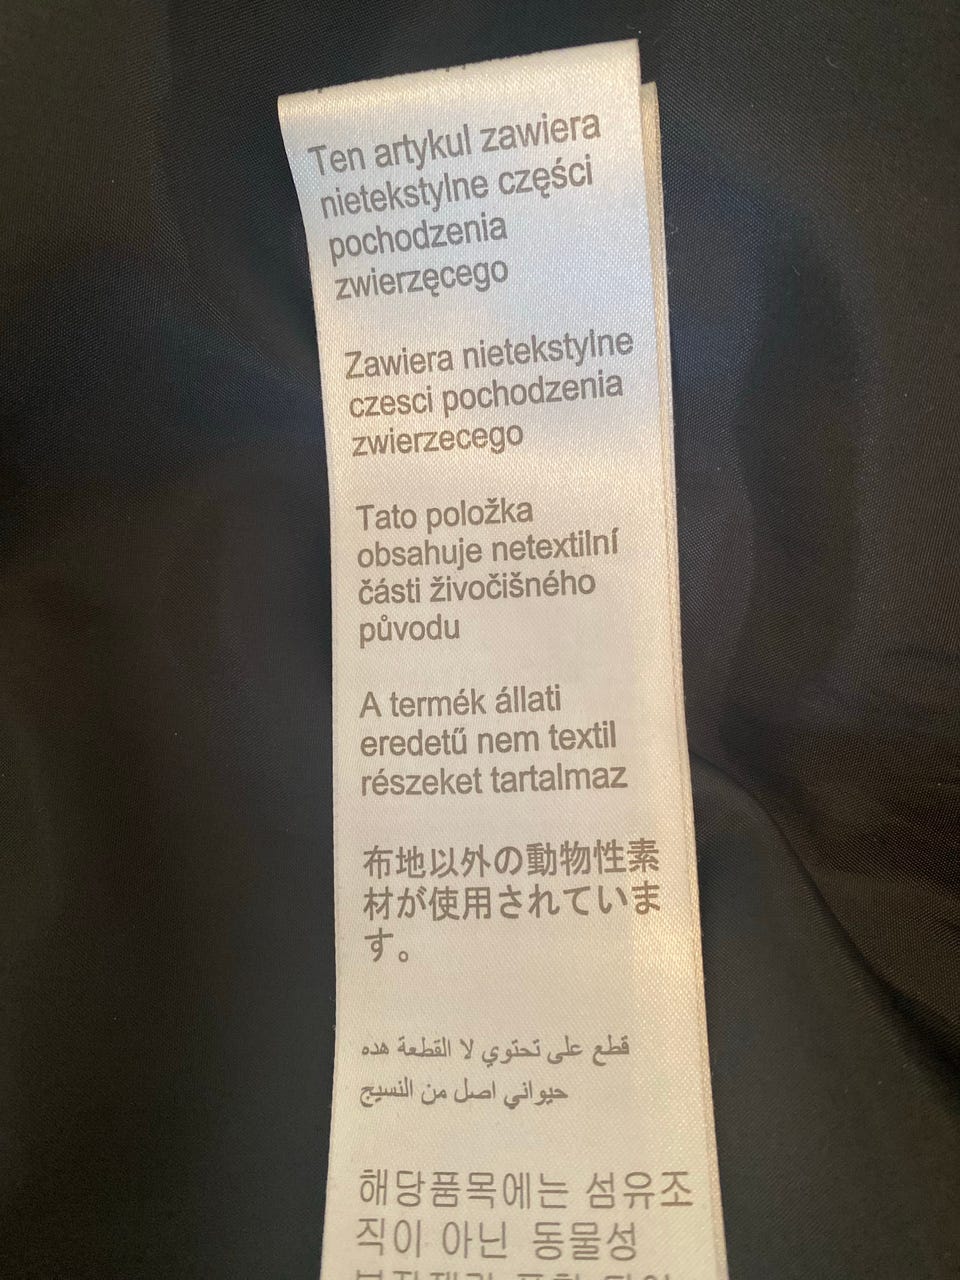 Ten artykuł zawiera
nietekstylne części
pochodzenia
zwierzęcego
Zawiera nietekstylne
czesci pochodzenia
zwierzecego
Tato položka
obsahuje netextilní
části živočišného
původu
A termék állati
eredetű nem textil
részeket tartalmaz
布地以外の動物性素
材が使用されていま
す。
قطع على تحتوي لا القطعة هده
حيواني اصل من النسيج
해당품목에는 섬유조
직이 아닌 동물성